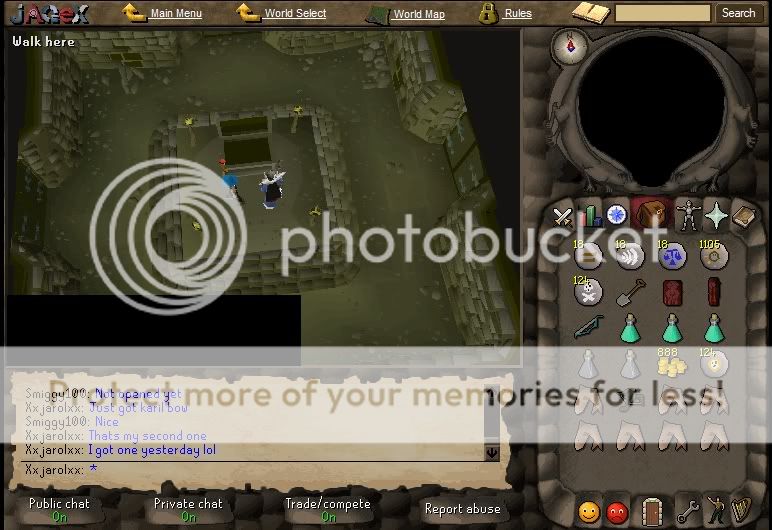 JAGEX Main Menu World Select World Map Rules Search
Walk here
photobucket
18 18 18 1105
124
888 124
Protect more of your memories for less!
Smiggy100: Not opened yet
Xxjarolxx: Just got karil bow
Smiggy100: Nice
Xxjarolxx: Thats my second one
Xxjarolxx: I got one yesterday lol
Xxjarolxx: *
Public chat Private chat Trade/compete Report abuse
On On On